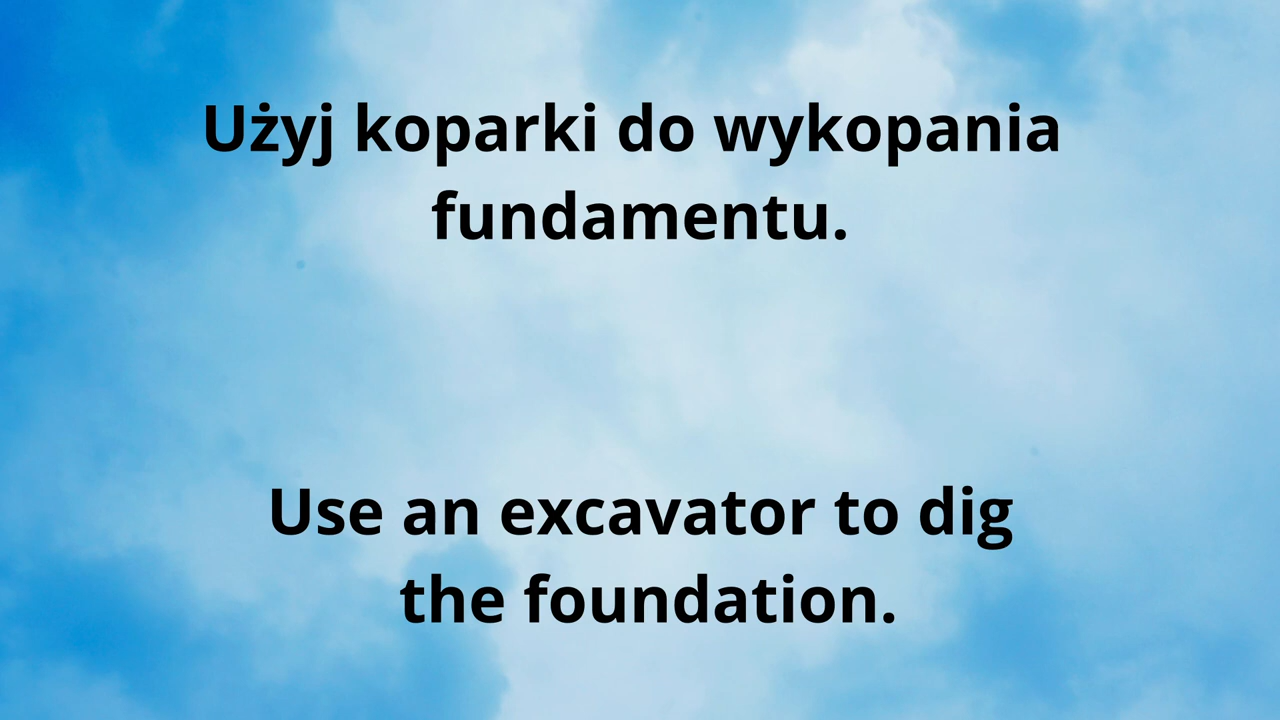 Użyj koparki do wykopania
fundamentu.
Use an excavator to dig
the foundation.